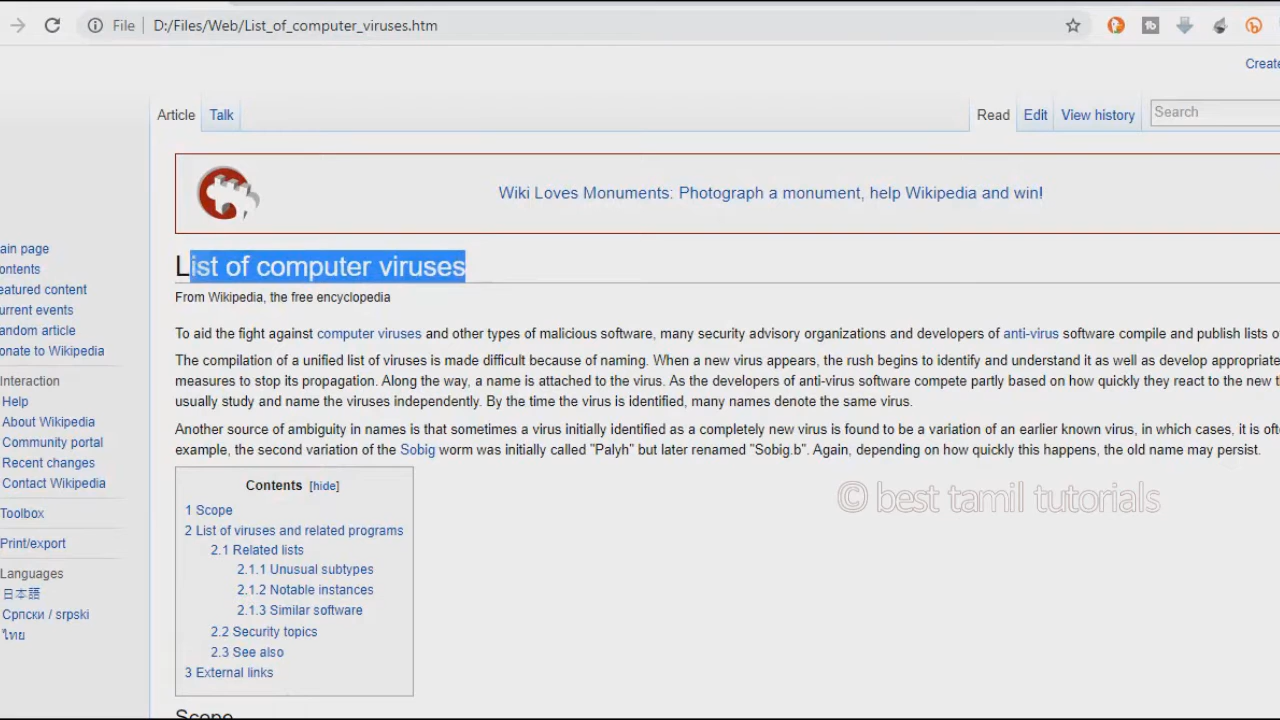 File D:/Files/Web/List_of_computer_viruses.htm
Create
Article Talk Read Edit View history Search
Wiki Loves Monuments: Photograph a monument, help Wikipedia and win!
List of computer viruses
From Wikipedia, the free encyclopedia
To aid the fight against computer viruses and other types of malicious software, many security advisory organizations and developers of anti-virus software compile and publish lists o
The compilation of a unified list of viruses is made difficult because of naming. When a new virus appears, the rush begins to identify and understand it as well as develop appropriate
measures to stop its propagation. Along the way, a name is attached to the virus. As the developers of anti-virus software compete partly based on how quickly they react to the new t
usually study and name the viruses independently. By the time the virus is identified, many names denote the same virus.
Another source of ambiguity in names is that sometimes a virus initially identified as a completely new virus is found to be a variation of an earlier known virus, in which cases, it is oft
example, the second variation of the Sobig worm was initially called "Palyh" but later renamed "Sobig.b". Again, depending on how quickly this happens, the old name may persist.
Contents [hide]
1 Scope
2 List of viruses and related programs
2.1 Related lists
2.1.1 Unusual subtypes
2.1.2 Notable instances
2.1.3 Similar software
2.2 Security topics
2.3 See also
3 External links
Scope
ain page
ontents
eatured content
urrent events
andom article
onate to Wikipedia
Interaction
Help
About Wikipedia
Community portal
Recent changes
Contact Wikipedia
Toolbox
Print/export
Languages
日本語
Српски / srpski
ไทย
© best tamil tutorials